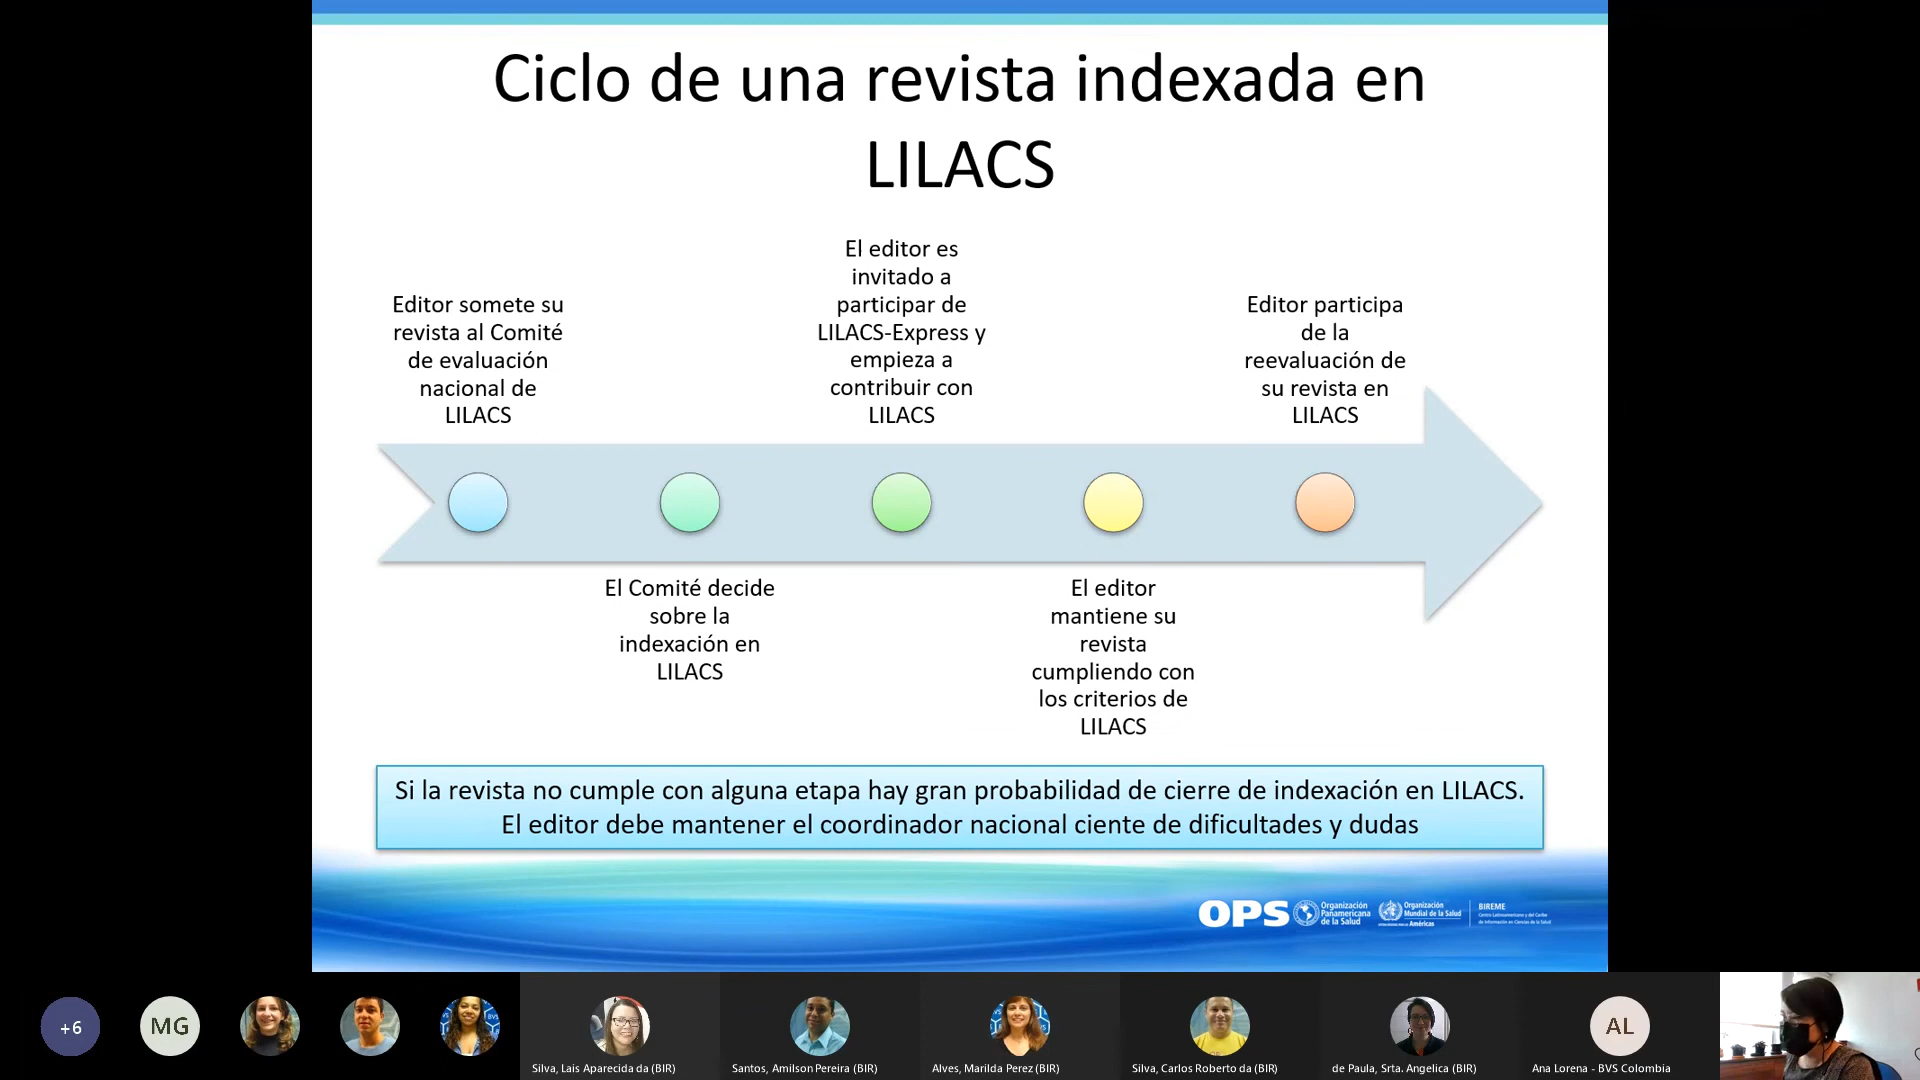 Ciclo de una revista indexada en
LILACS
Editor somete su
revista al Comité
de evaluación
nacional de
LILACS
El Comité decide
sobre la
indexación en
LILACS
El editor es
invitado a
participar de
LILACS-Express y
empieza a
contribuir con
LILACS
El editor
mantiene su
revista
cumpliendo con
los criterios de
LILACS
Editor participa
de la
reevaluación de
su revista en
LILACS
Si la revista no cumple con alguna etapa hay gran probabilidad de cierre de indexación en LILACS.
El editor debe mantener el coordinador nacional ciente de dificultades y dudas
OPS
Organización
Panamericana
de la Salud
Organización
Mundial de la Salud
Américas
BIREME
Centro Latinoamericano y del Caribe
de Información en Ciencias de la Salud
+6
MG
Silva, Lais Aparecida da (BIR)
Santos, Amilson Pereira (BIR)
Alves, Marilda Perez (BIR)
Silva, Carlos Roberto da (BIR)
de Paula, Srta. Angelica (BIR)
AL
Ana Lorena - BVS Colombia